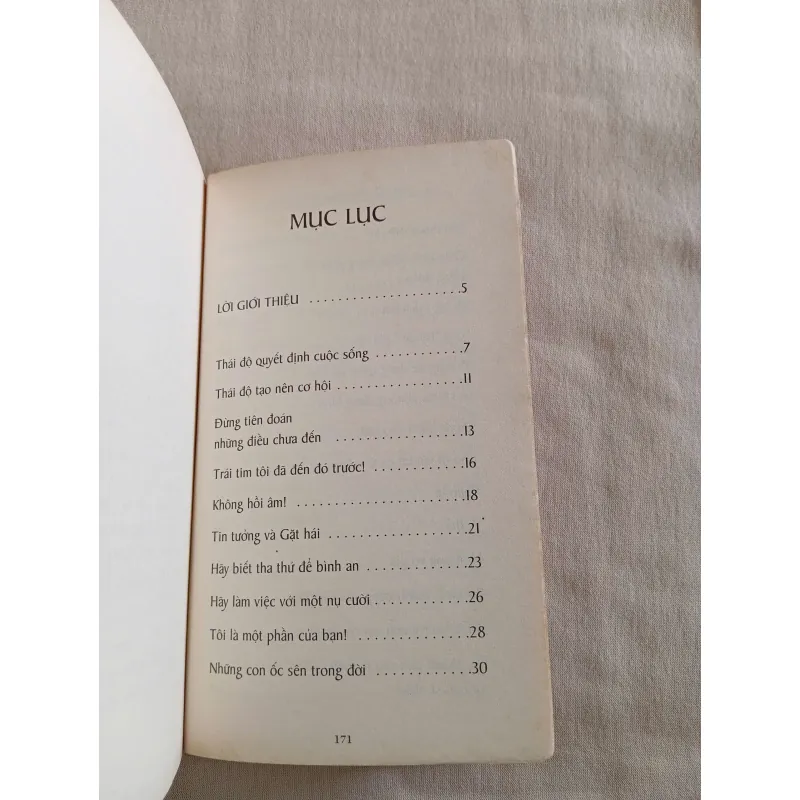 MỤC LỤC
LỜI GIỚI THIỆU . . . . . . . . . . . . . . . . . . . . . .5
Thái độ quyết định cuộc sống . . . . . . . . . . . . .7
Thái độ tạo nên cơ hội . . . . . . . . . . . . . . . . . .11
Đừng tiên đoán
những điều chưa đến . . . . . . . . . . . . . . . . . .13
Trái tim tôi đã đến đó trước! . . . . . . . . . . . . .16
Không hồi âm! . . . . . . . . . . . . . . . . . . . . . . . .18
Tin tưởng và Gặt hái . . . . . . . . . . . . . . . . . . . .21
Hãy biết tha thứ để bình an . . . . . . . . . . . . . . .23
Hãy làm việc với một nụ cười . . . . . . . . . . . . .26
Tôi là một phần của bạn! . . . . . . . . . . . . . . . .28
Những con ốc sên trong đời . . . . . . . . . . . . .30
171